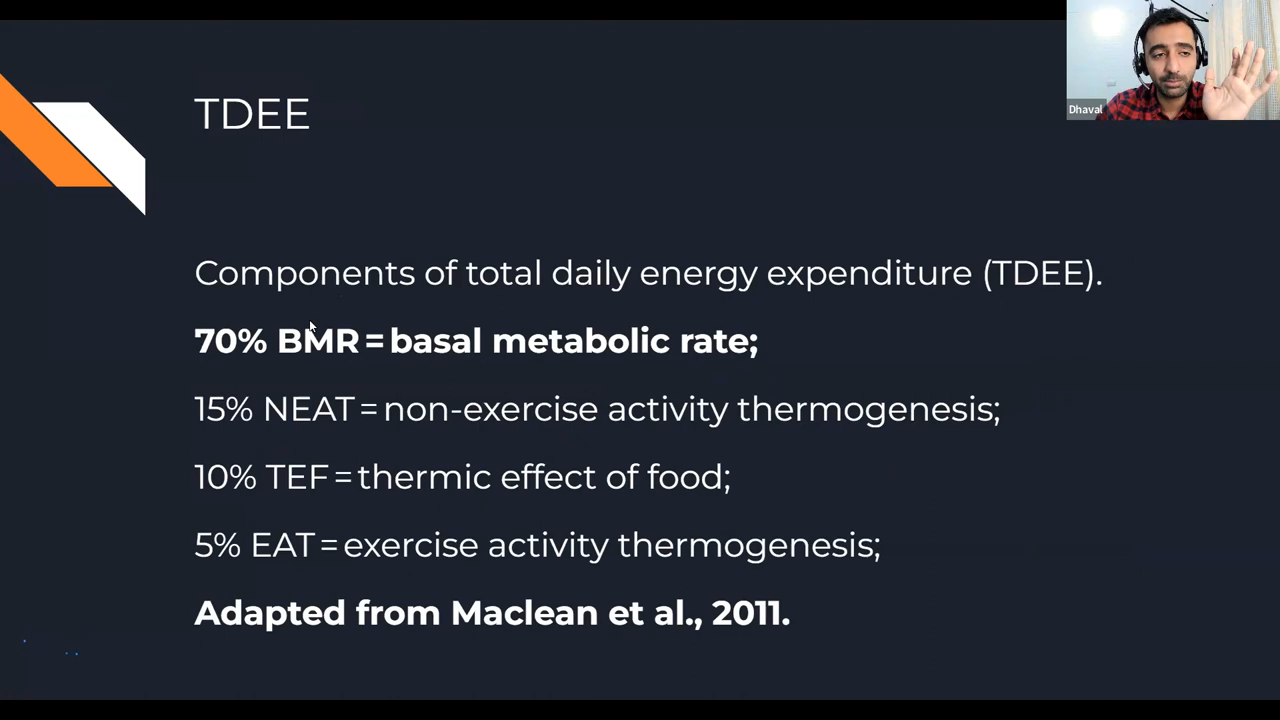 TDEE
Dhaval
Components of total daily energy expenditure (TDEE).
70% BMR = basal metabolic rate;
15% NEAT = non-exercise activity thermogenesis;
10% TEF = thermic effect of food;
5% EAT = exercise activity thermogenesis;
Adapted from Maclean et al., 2011.